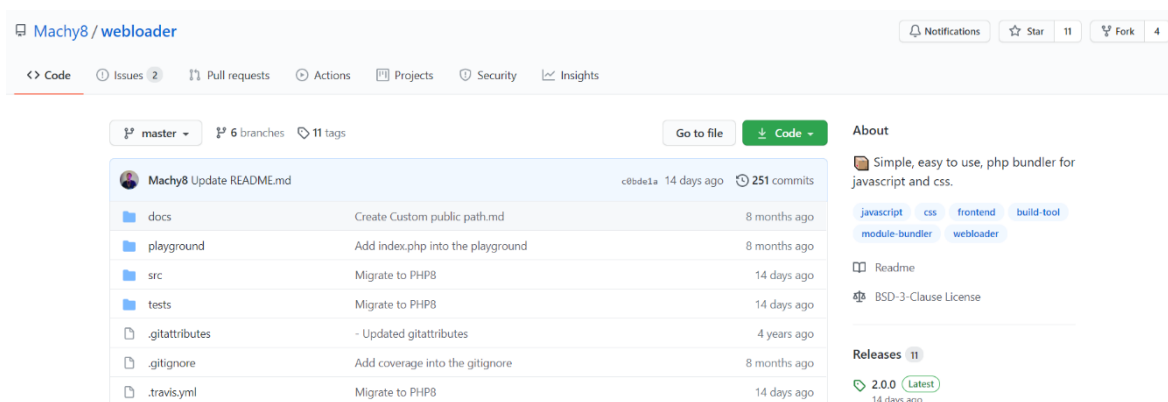 Machy8 / webloader
Notifications Star 11 Fork 4
Code Issues 2 Pull requests Actions Projects Security Insights
master 6 branches 11 tags Go to file Code
Machy8 Update README.md c0bde1a 14 days ago 251 commits
docs Create Custom public path.md 8 months ago
playground Add index.php into the playground 8 months ago
src Migrate to PHP8 14 days ago
tests Migrate to PHP8 14 days ago
.gitattributes - Updated gitattributes 4 years ago
.gitignore Add coverage into the gitignore 8 months ago
.travis.yml Migrate to PHP8 14 days ago
About
Simple, easy to use, php bundler for
javascript and css.
javascript css frontend build-tool
module-bundler webloader
Readme
BSD-3-Clause License
Releases 11
2.0.0 Latest
14 days ago